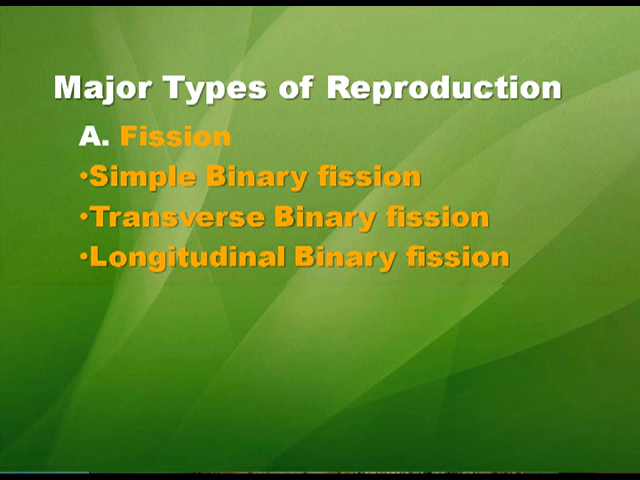 Major Types of Reproduction
A. Fission
•Simple Binary fission
•Transverse Binary fission
•Longitudinal Binary fission